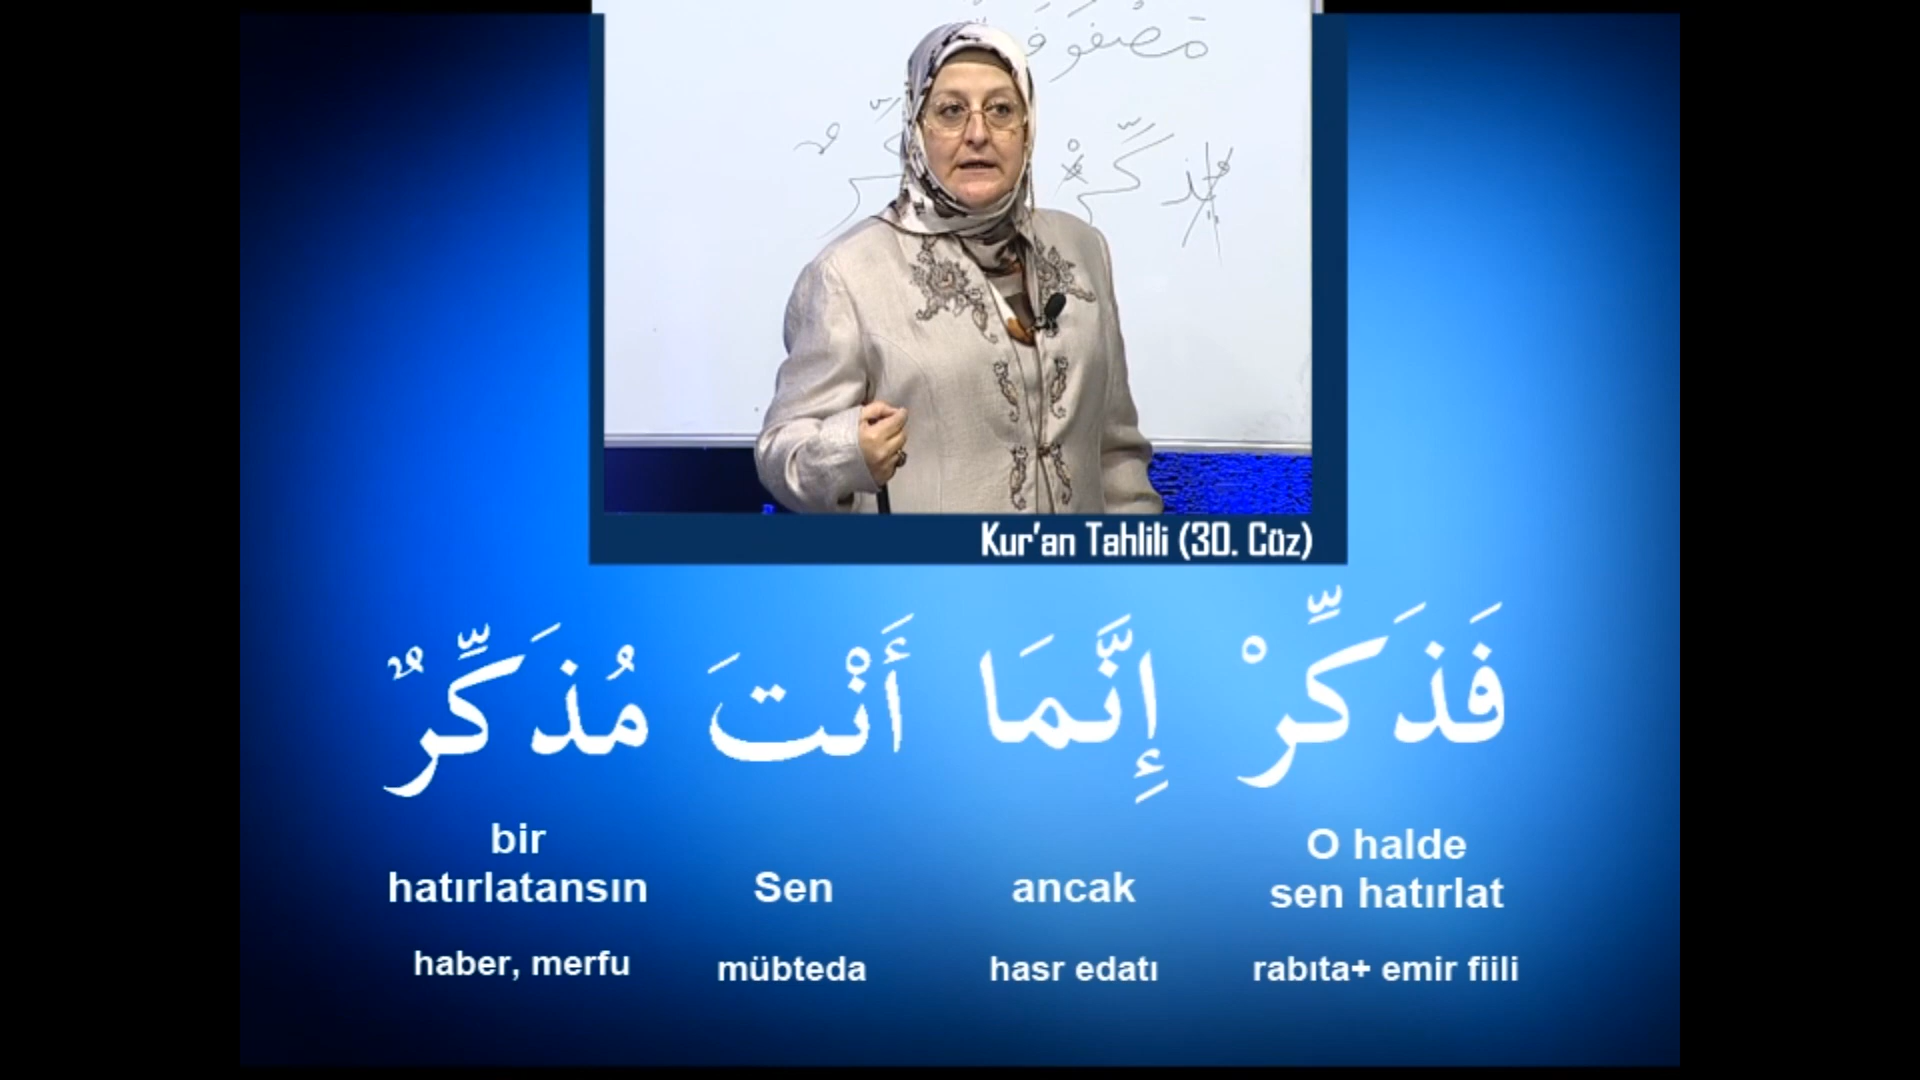 مَصْفُوفَ
Kur'an Tahlili (30. Cüz)
فَذَكِّرْ إِنَّمَا أَنْتَ مُذَكِّرٌ
O halde sen hatırlat
ancak
Sen
bir hatırlatansın
rabıta+ emir fiili
hasr edatı
mübteda
haber, merfu